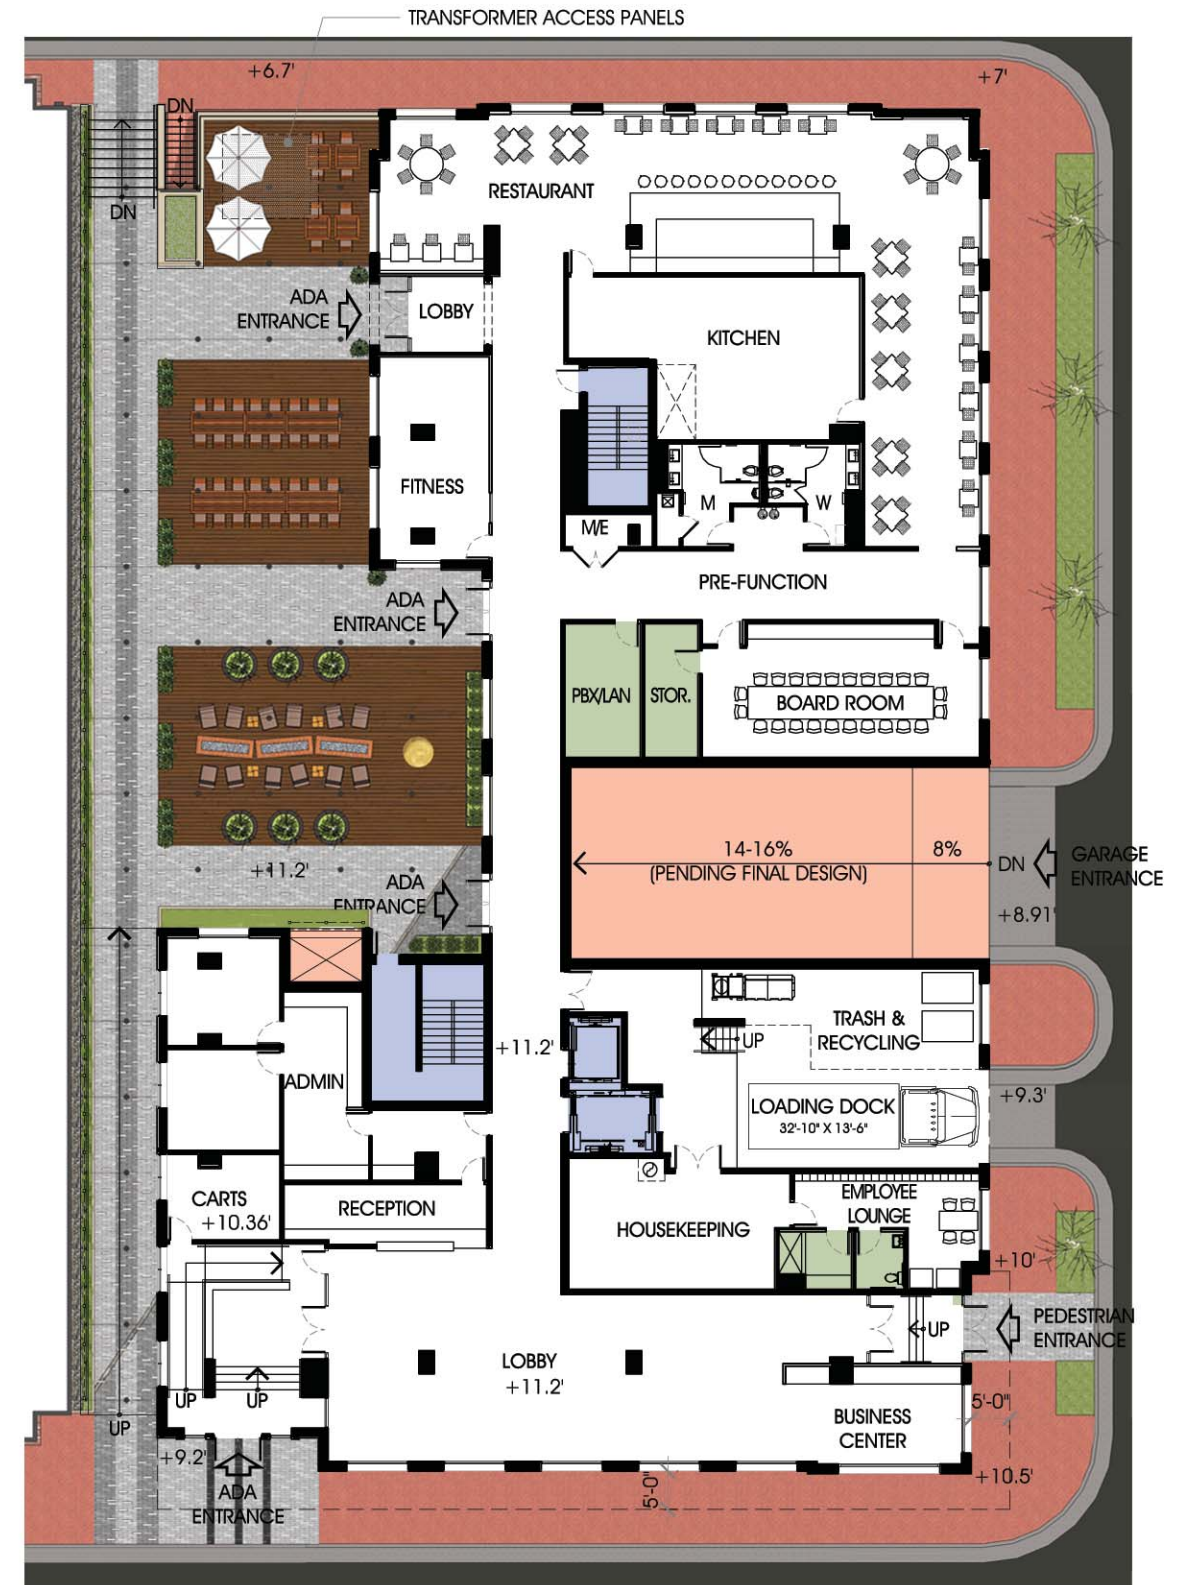 TRANSFORMER ACCESS PANELS
+6.7'
+7'
DN
DN
RESTAURANT
ADA
ENTRANCE
LOBBY
KITCHEN
FITNESS
M
W
M/E
PRE-FUNCTION
ADA
ENTRANCE
PBX/LAN
STOR.
BOARD ROOM
14-16%
(PENDING FINAL DESIGN)
8%
DN
GARAGE
ENTRANCE
+11.2'
ADA
ENTRANCE
+8.91'
TRASH &
RECYCLING
UP
+11.2'
ADMIN
LOADING DOCK
32'-10" X 13'-6"
+9.3'
CARTS
+10.36'
RECEPTION
EMPLOYEE
LOUNGE
HOUSEKEEPING
+10'
UP
PEDESTRIAN
ENTRANCE
LOBBY
+11.2'
UP
UP
UP
5'-0"
BUSINESS
CENTER
+9.2'
+10.5'
5'-0"
ADA
ENTRANCE